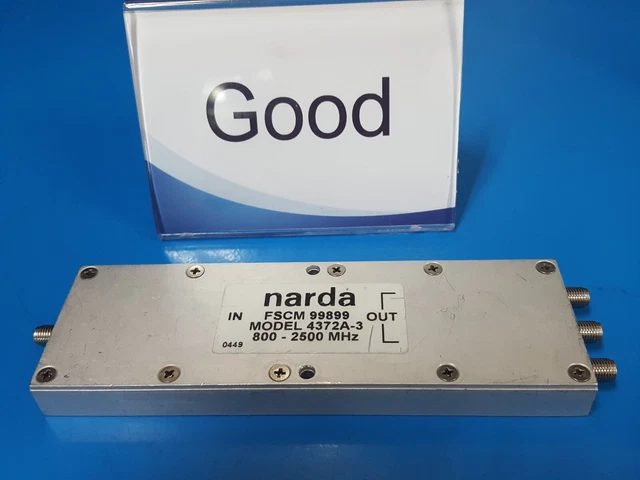 Good
narda
IN FSCM 99899 OUT
MODEL 4372A-3
800 - 2500 MHz
0449